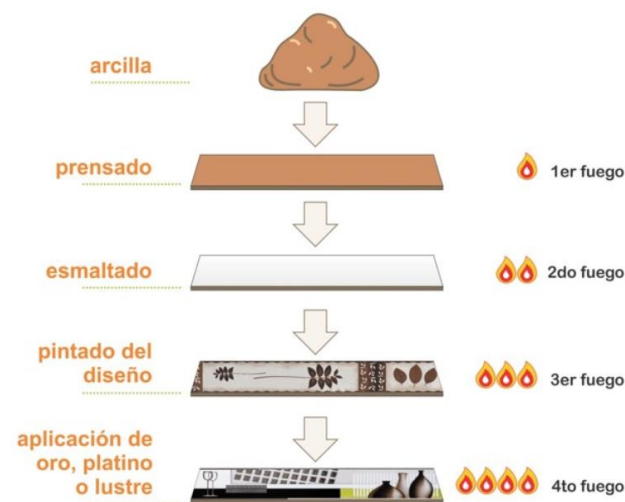 arcilla
prensado
1er fuego
esmaltado
2do fuego
pintado del
diseño
3er fuego
aplicación de
oro, platino
o lustre
4to fuego